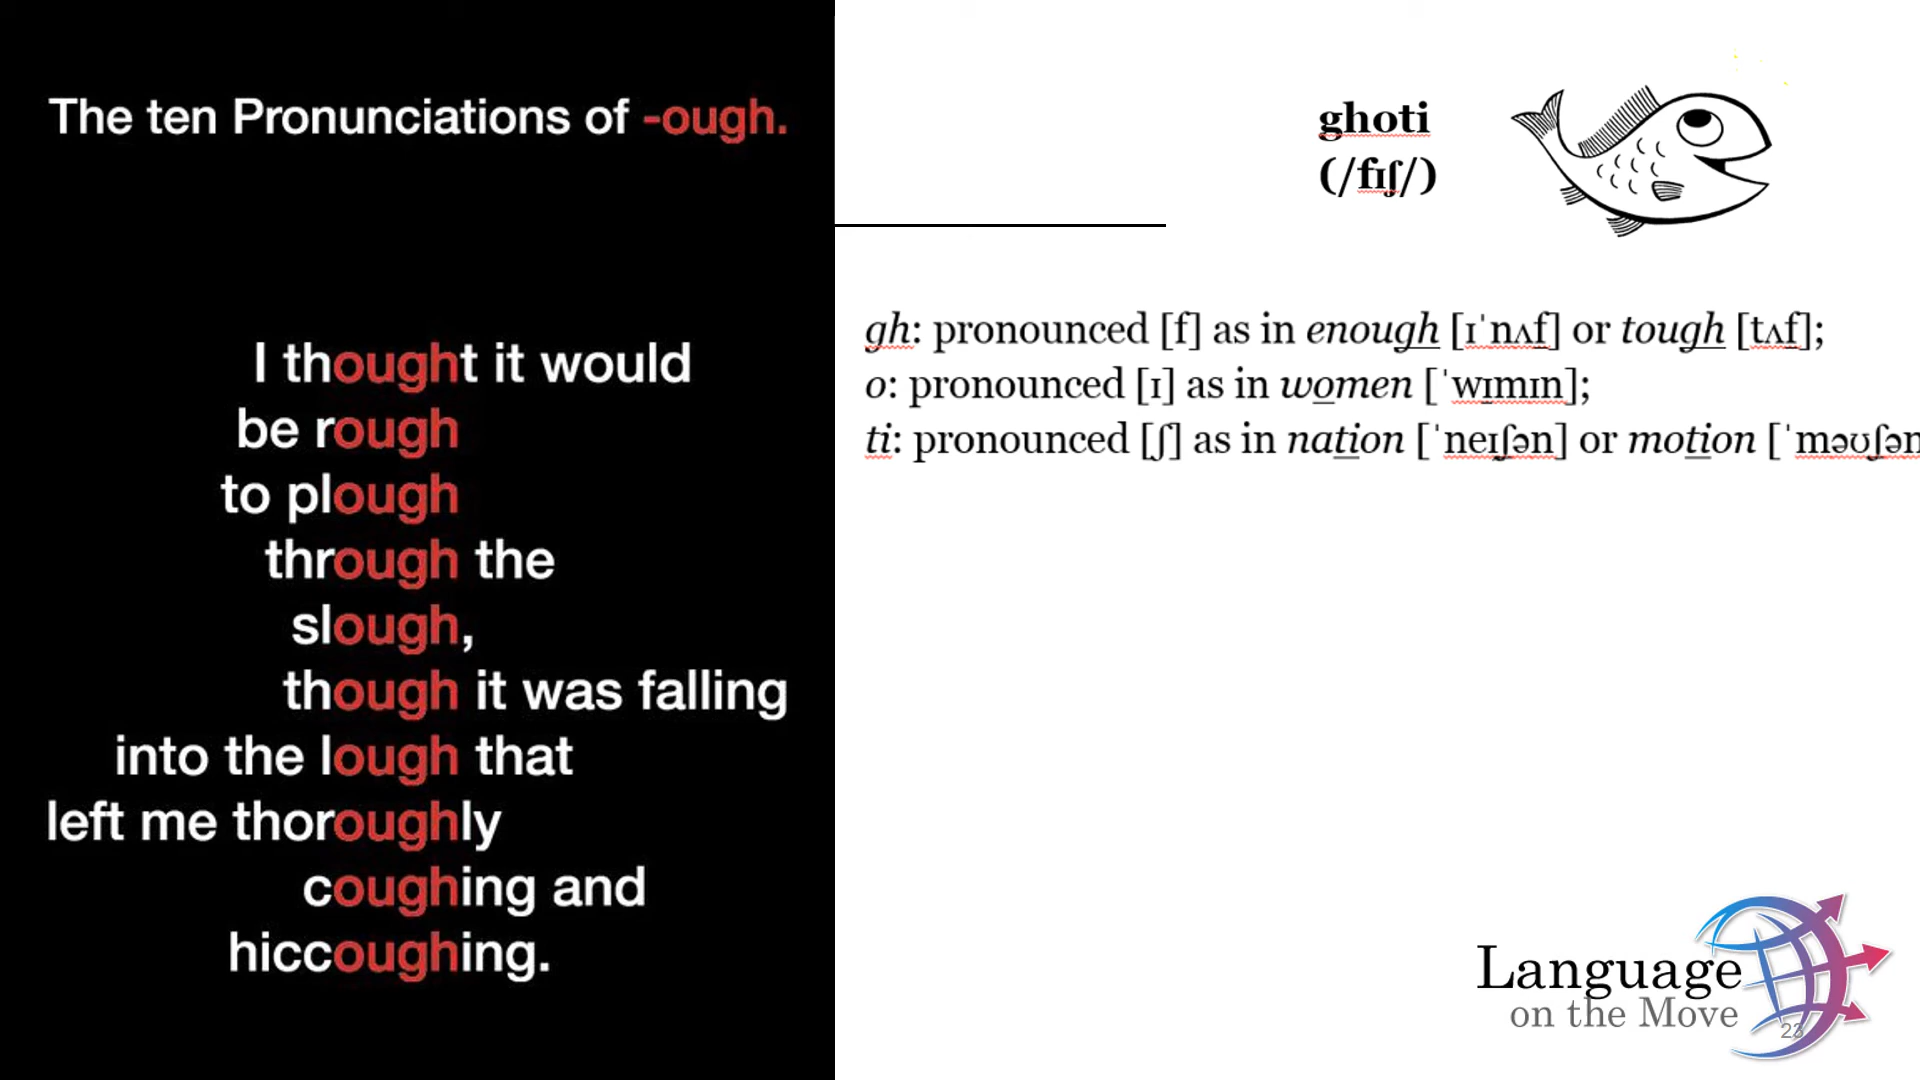 The ten Pronunciations of -ough.
I thought it would
be rough
to plough
through the
slough,
though it was falling
into the lough that
left me thoroughly
coughing and
hiccoughing.
ghoti
(/fɪʃ/)
gh: pronounced [f] as in enough [ɪˈnʌf] or tough [tʌf];
o: pronounced [ɪ] as in women [ˈwɪmɪn];
ti: pronounced [ʃ] as in nation [ˈneɪʃən] or motion [ˈməʊʃən
Language
on the Move
23